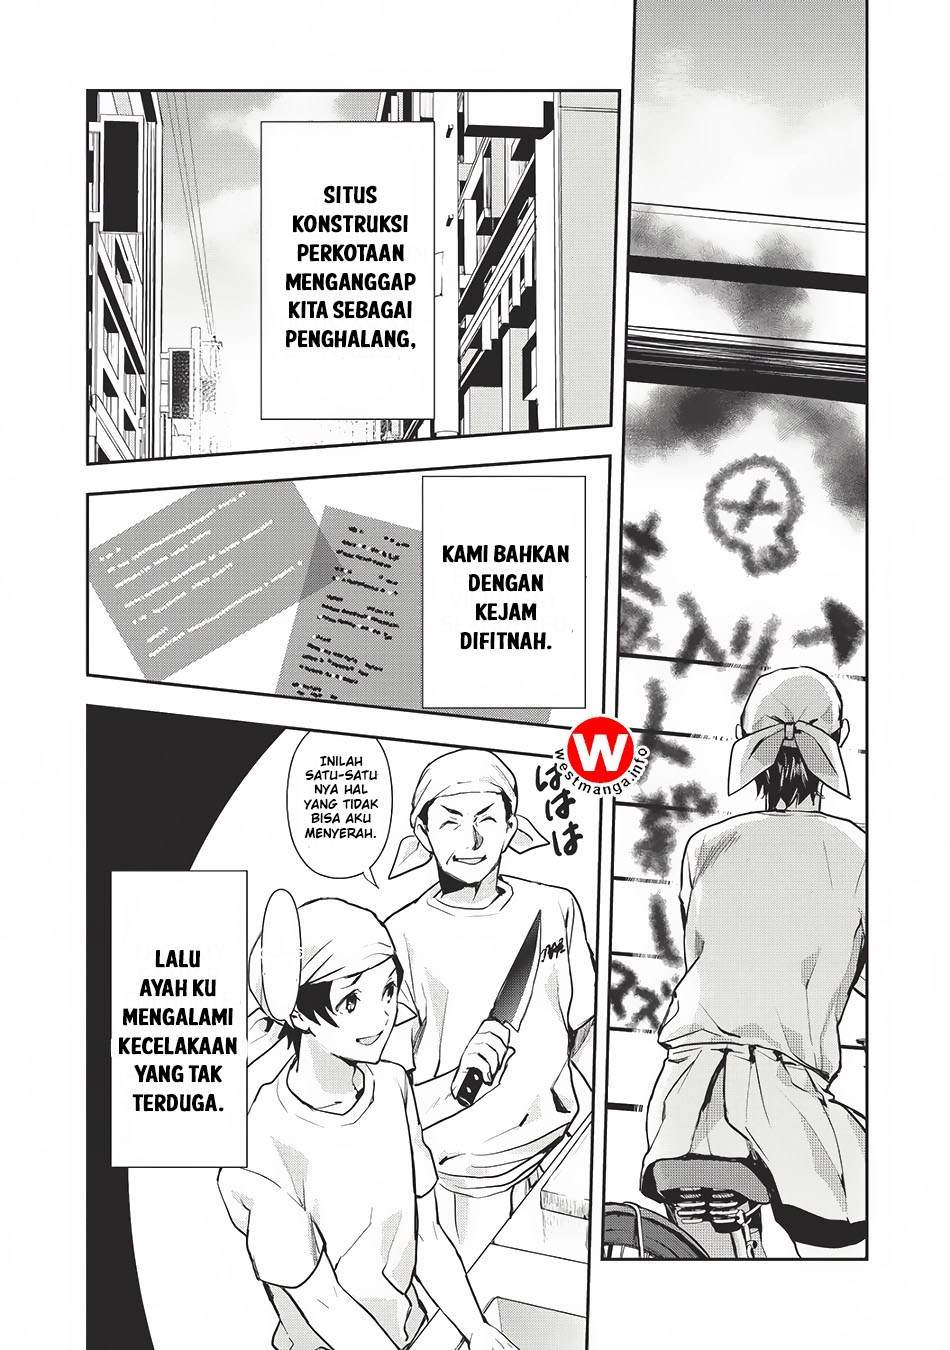 SITUS
KONSTRUKSI
PERKOTAAN
MENGANGGAP
KITA SEBAGAI
PENGHALANG,
KAMI BAHKAN
DENGAN
KEJAM
DIFITNAH.
W
westmanga.info
INILAH
SATU-SATU
NYA HAL
YANG TIDAK
BISA AKU
MENYERAH.
ははは
LALU
AYAH KU
MENGALAMI
KECELAKAAN
YANG TAK
TERDUGA.